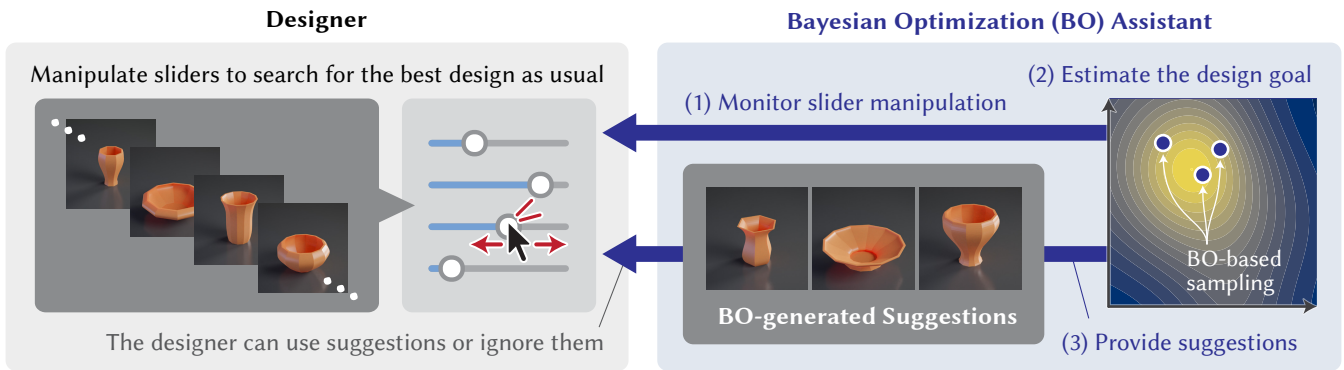 Designer
Manipulate sliders to search for the best design as usual
The designer can use suggestions or ignore them
Bayesian Optimization (BO) Assistant
(2) Estimate the design goal
(1) Monitor slider manipulation
BO-based
sampling
BO-generated Suggestions
(3) Provide suggestions